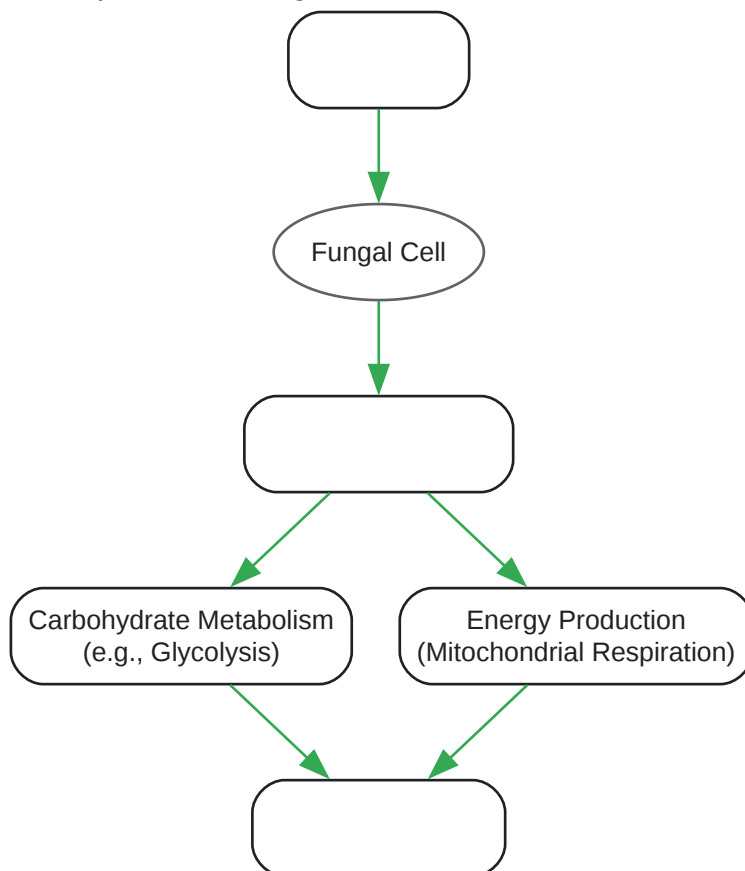 Fungal Cell
Carbohydrate Metabolism
(e.g., Glycolysis)
Energy Production
(Mitochondrial Respiration)